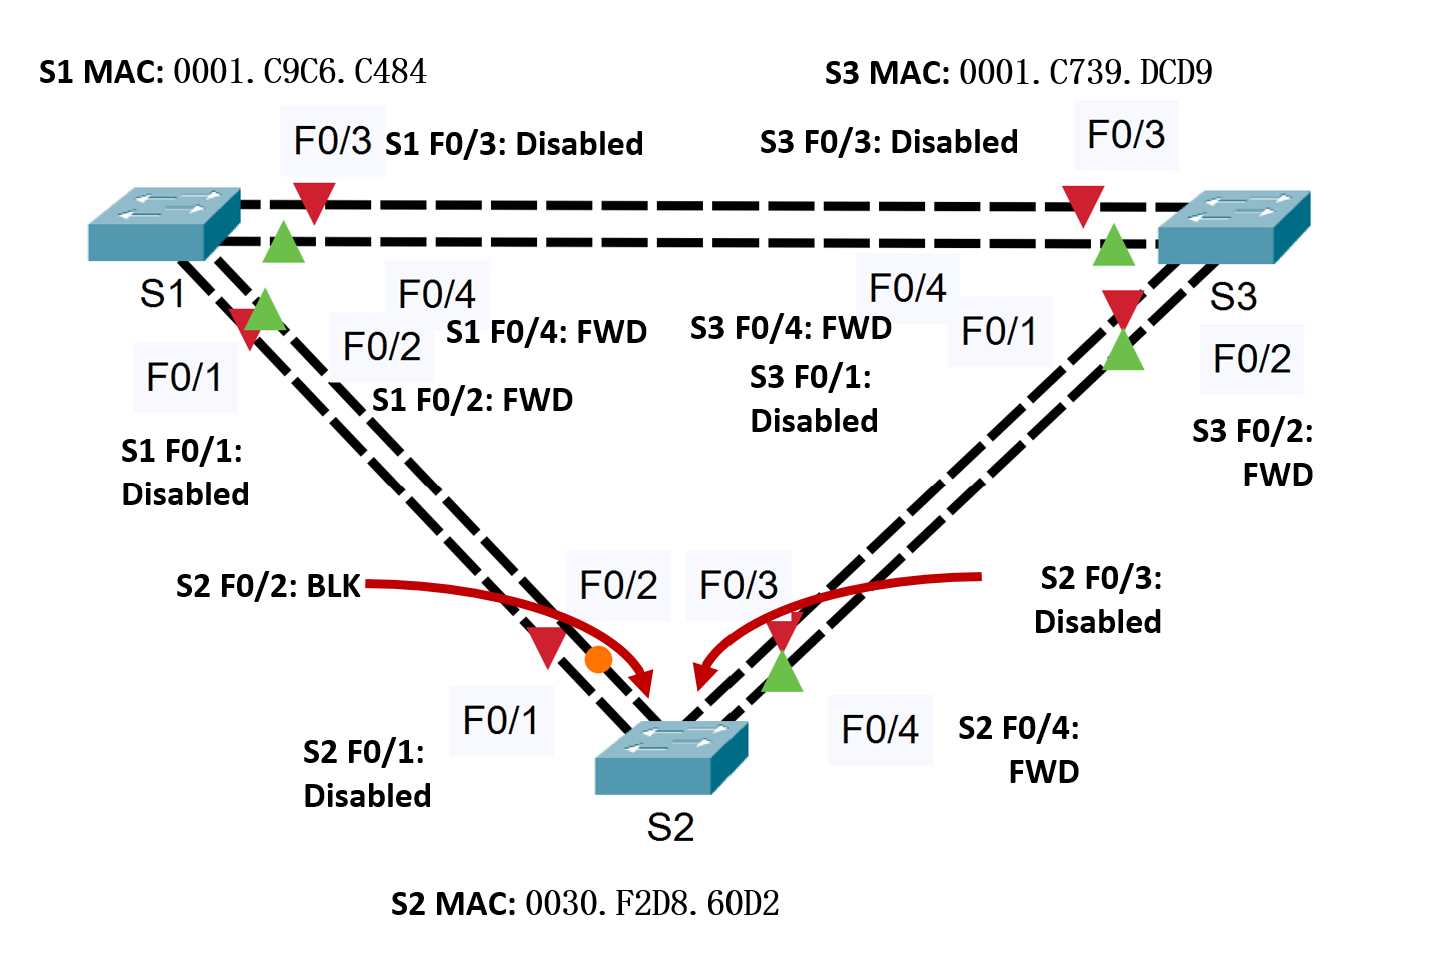 S1 MAC: 0001. C9C6. C484
S3 MAC: 0001. C739. DCD9
F0/3
S1 F0/3: Disabled
S3 F0/3: Disabled
F0/3
S1
F0/4
F0/4
S3
F0/2
S1 F0/4: FWD
S3 F0/4: FWD
F0/1
F0/1
S1 F0/2: FWD
S3 F0/1:
Disabled
F0/2
S1 F0/1:
Disabled
S3 F0/2:
FWD
S2 F0/2: BLK
F0/2
F0/3
S2 F0/3:
Disabled
F0/1
F0/4
S2 F0/4:
FWD
S2 F0/1:
Disabled
S2
S2 MAC: 0030. F2D8. 60D2